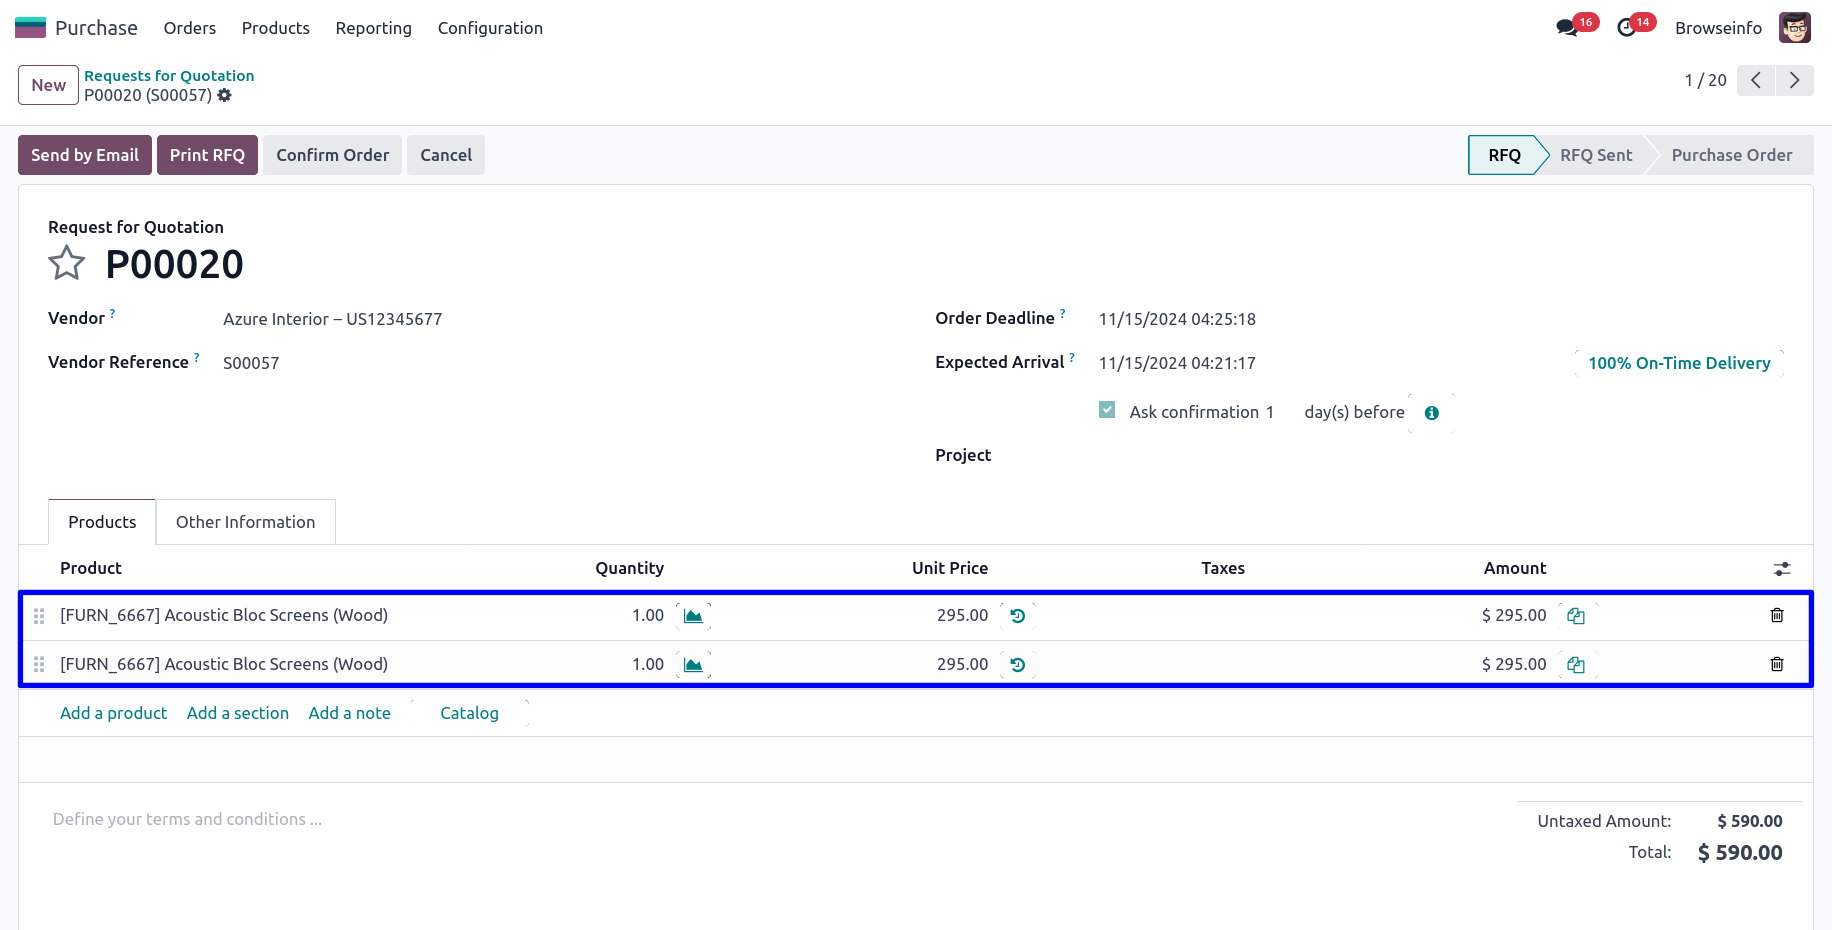 Purchase Orders Products Reporting Configuration 16 14 Browseinfo
New Requests for Quotation
P00020 (S00057) 1 / 20
Send by Email Print RFQ Confirm Order Cancel RFQ RFQ Sent Purchase Order
Request for Quotation
P00020
Vendor ? Azure Interior – US12345677 Order Deadline ? 11/15/2024 04:25:18
Vendor Reference ? S00057 Expected Arrival ? 11/15/2024 04:21:17 100% On-Time Delivery
Ask confirmation 1 day(s) before
Project
Products Other Information
Product Quantity Unit Price Taxes Amount
[FURN_6667] Acoustic Bloc Screens (Wood) 1.00 295.00 $ 295.00
[FURN_6667] Acoustic Bloc Screens (Wood) 1.00 295.00 $ 295.00
Add a product Add a section Add a note Catalog
Define your terms and conditions ... Untaxed Amount: $ 590.00
Total: $ 590.00